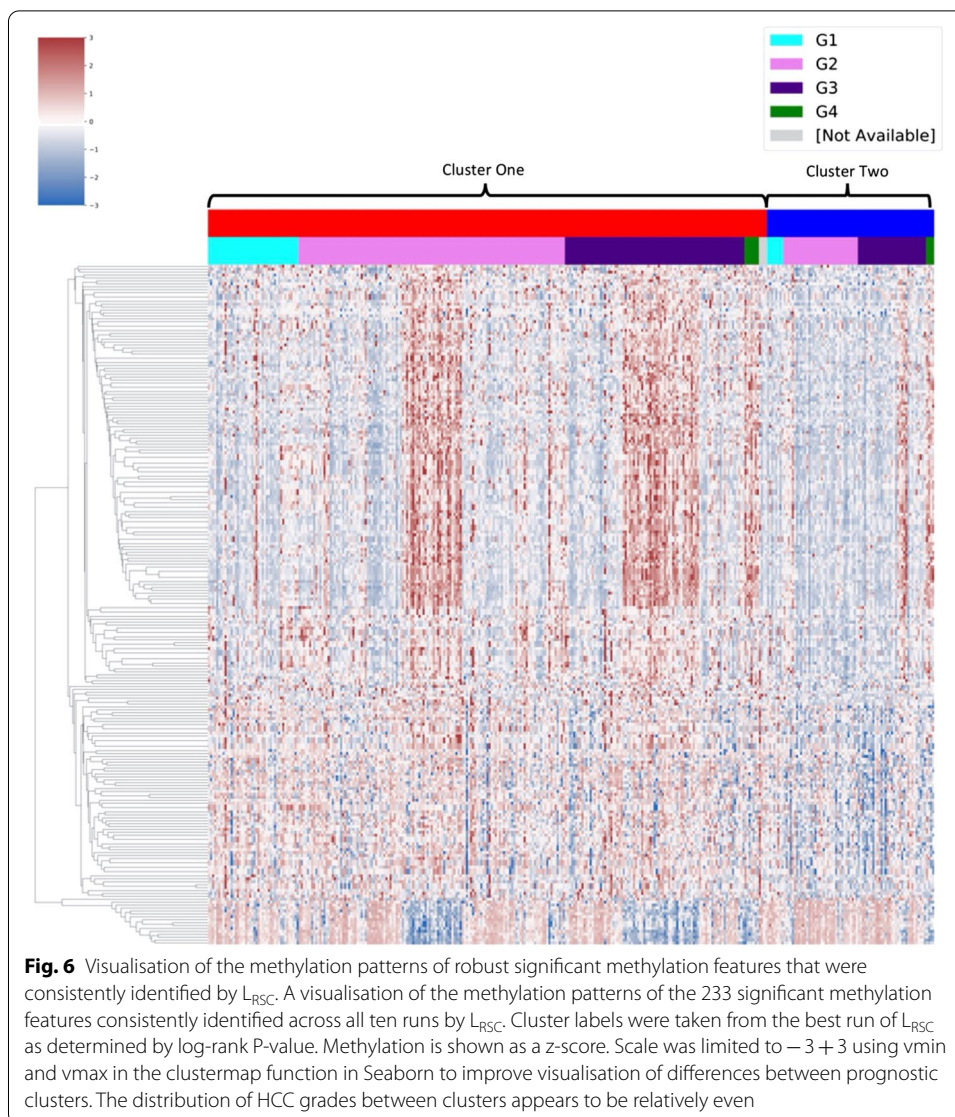 3
2
1
0
−1
−2
−3
G1
G2
G3
G4
[Not Available]
Cluster One
Cluster Two
Fig. 6 Visualisation of the methylation patterns of robust significant methylation features that were
consistently identified by LRSC. A visualisation of the methylation patterns of the 233 significant methylation
features consistently identified across all ten runs by LRSC. Cluster labels were taken from the best run of LRSC
as determined by log-rank P-value. Methylation is shown as a z-score. Scale was limited to − 3 + 3 using vmin
and vmax in the clustermap function in Seaborn to improve visualisation of differences between prognostic
clusters. The distribution of HCC grades between clusters appears to be relatively even